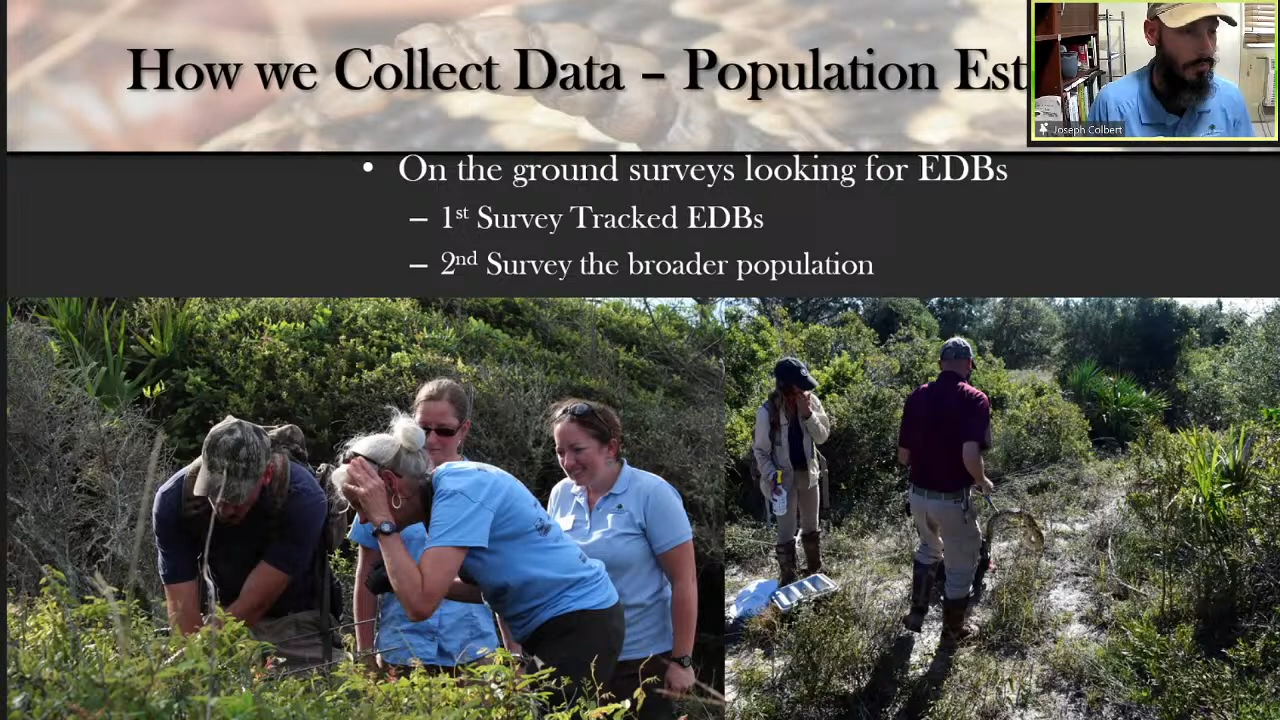 How we Collect Data – Population Est
Joseph Colbert
• On the ground surveys looking for EDBs
– 1st Survey Tracked EDBs
– 2nd Survey the broader population